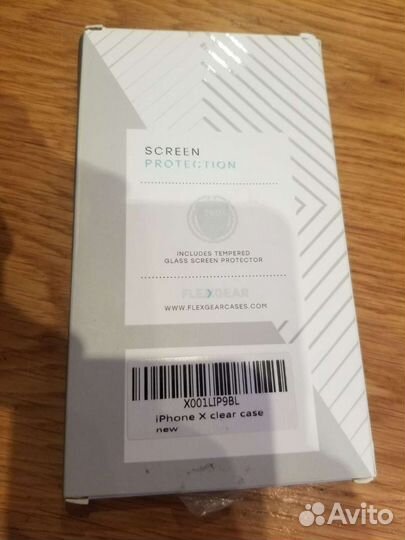 SCREEN
PROTECTION
INCLUDES TEMPERED
GLASS SCREEN PROTECTOR
FLEXGEAR
WWW.FLEXGEARCASES.COM
X001LIP9BL
iPhone X clear case
new
Avito